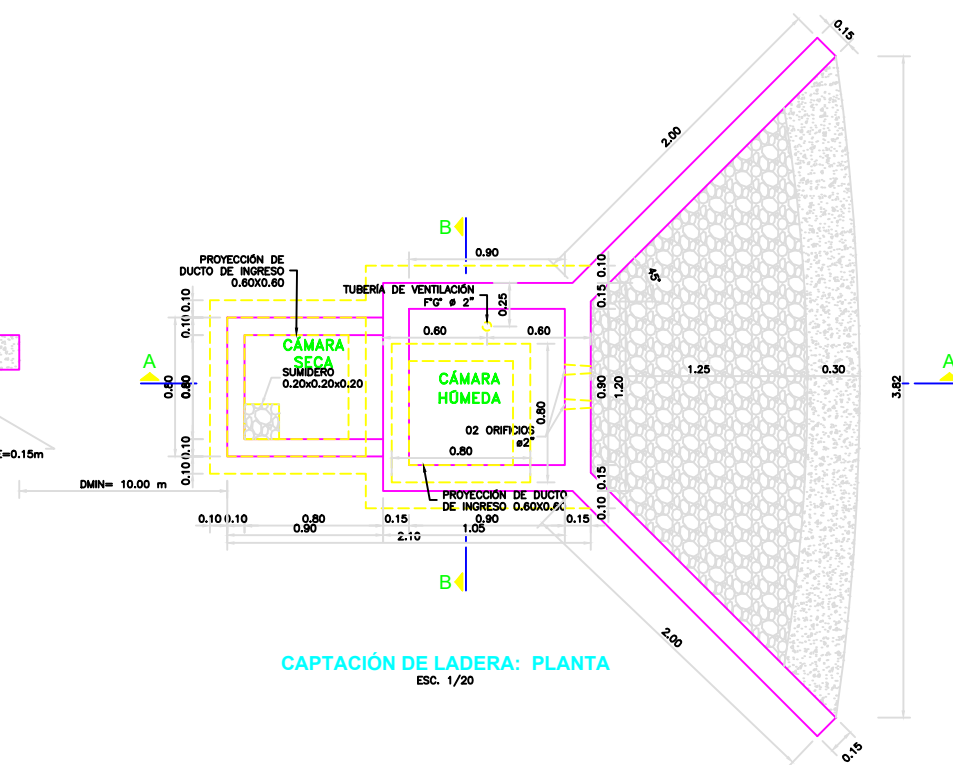 0.15
2.00
B
0.90
PROYECCIÓN DE
DUCTO DE INGRESO
0.60X0.60
TUBERÍA DE VENTILACIÓN
F°G° ø 2"
0.25
0.10
0.15
45°
0.10
0.10
0.60
0.60
CÁMARA
SECA
SUMIDERO
0.20x0.20x0.20
CÁMARA
HÚMEDA
A
0.80
0.80
0.90
1.20
1.25
0.30
3.82
A
0.80
02 ORIFICIOS
ø2"
0.80
0.10
0.10
E=0.15m
DMIN= 10.00 m
PROYECCIÓN DE DUCTO
DE INGRESO 0.60X0.60
0.15
0.10
0.10
0.10
0.80
0.15
0.90
0.15
0.90
1.05
2.10
B
2.00
0.15
CAPTACIÓN DE LADERA: PLANTA
ESC. 1/20